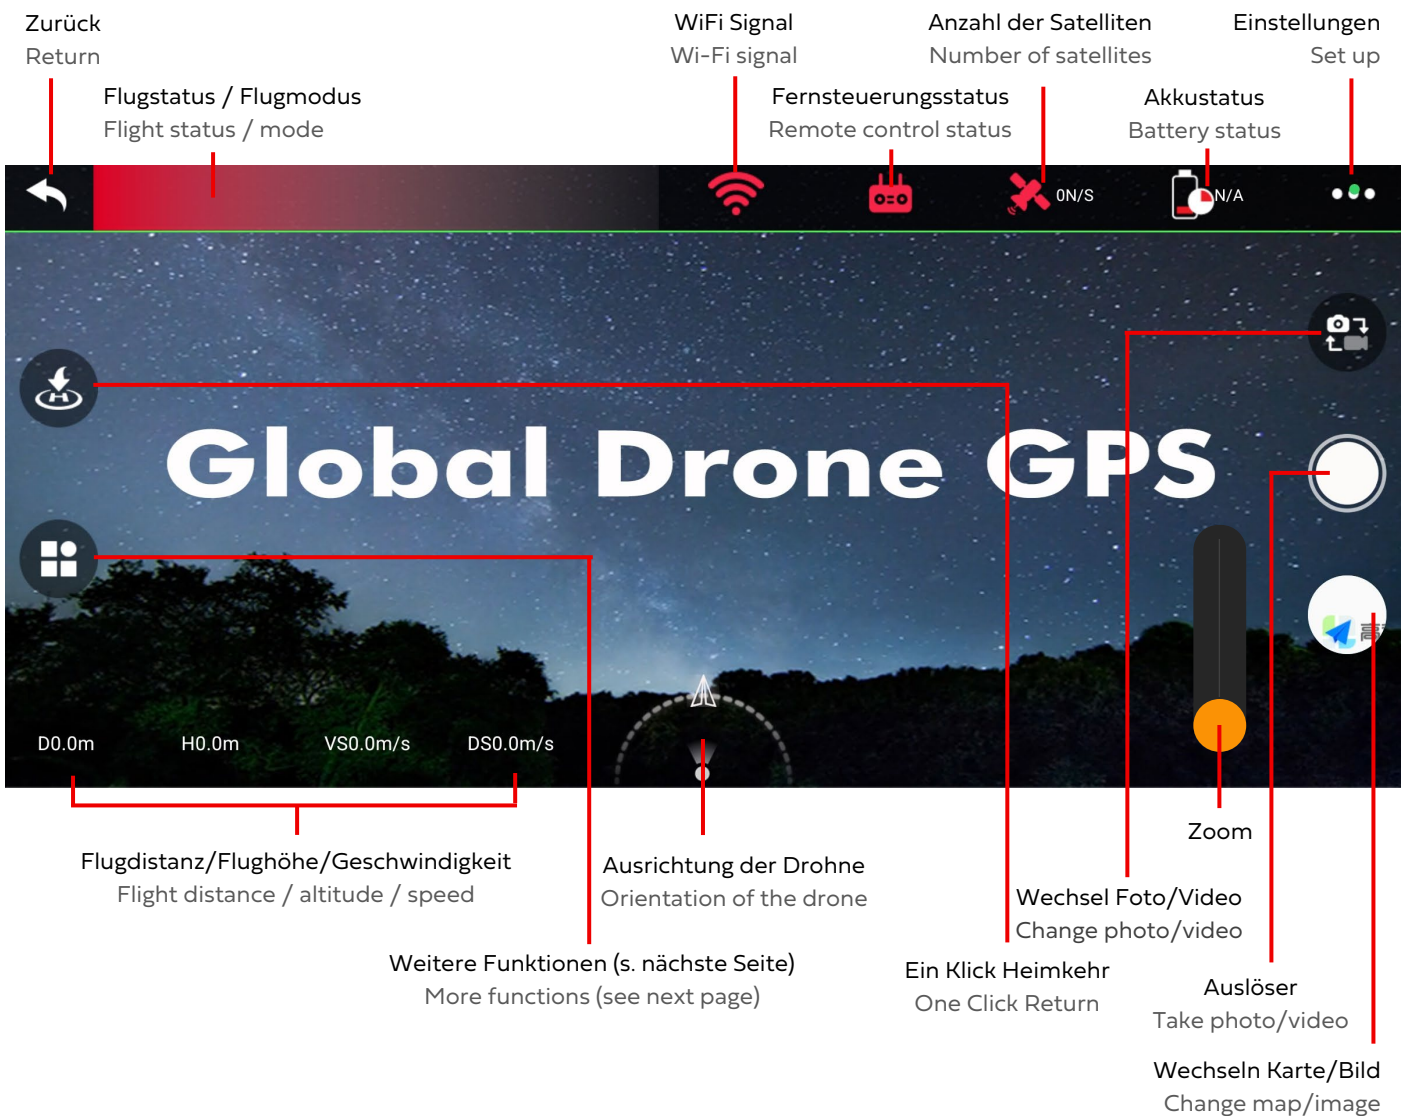 Zurück
Return
WiFi Signal
Wi-Fi signal
Anzahl der Satelliten
Number of satellites
Einstellungen
Set up
Flugstatus / Flugmodus
Flight status / mode
Fernsteuerungsstatus
Remote control status
Akkustatus
Battery status
0N/S
N/A
Global Drone GPS
D0.0m
H0.0m
VS0.0m/s
DS0.0m/s
Zoom
Flugdistanz/Flughöhe/Geschwindigkeit
Flight distance / altitude / speed
Ausrichtung der Drohne
Orientation of the drone
Wechsel Foto/Video
Change photo/video
Weitere Funktionen (s. nächste Seite)
More functions (see next page)
Ein Klick Heimkehr
One Click Return
Auslöser
Take photo/video
Wechseln Karte/Bild
Change map/image